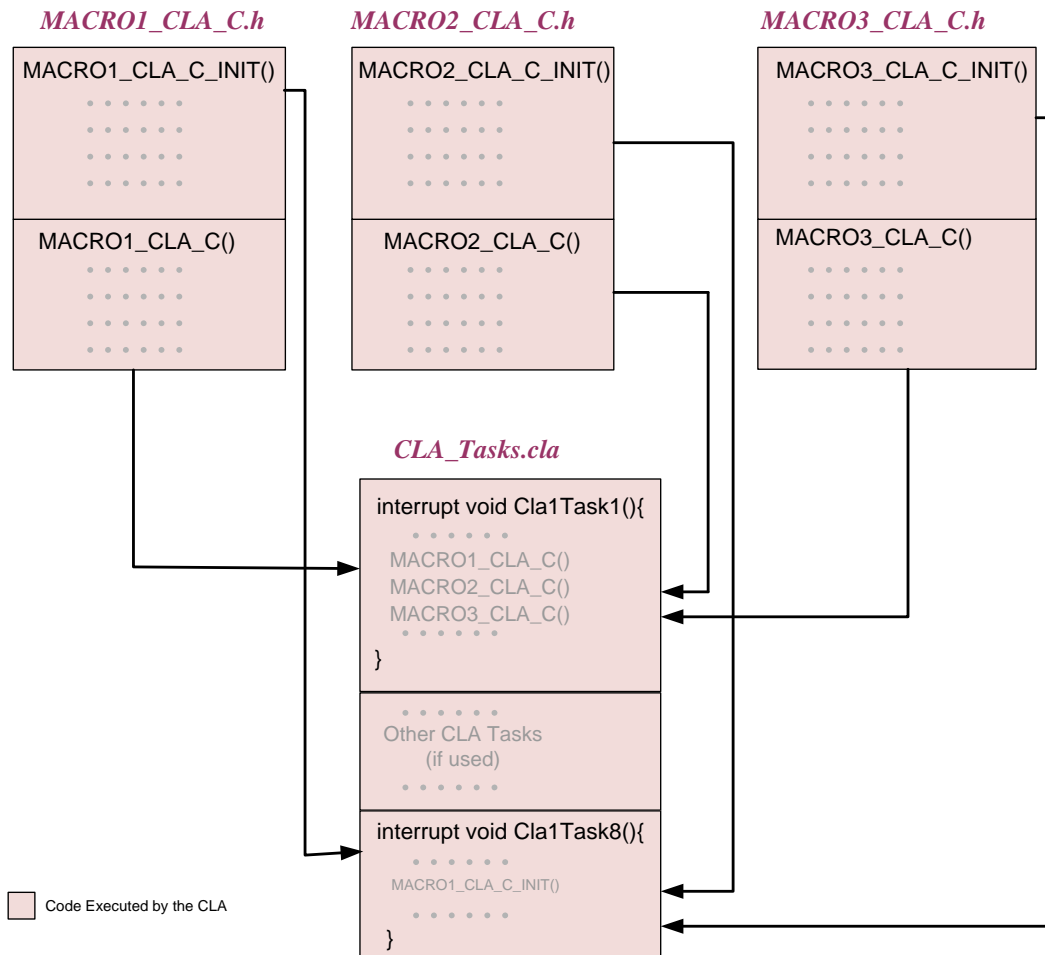 MACRO1_CLA_C.h
MACRO2_CLA_C.h
MACRO3_CLA_C.h
MACRO1_CLA_C_INIT()
MACRO1_CLA_C()
MACRO2_CLA_C_INIT()
MACRO2_CLA_C()
MACRO3_CLA_C_INIT()
MACRO3_CLA_C()
CLA_Tasks.cla
interrupt void Cla1Task1(){
MACRO1_CLA_C()
MACRO2_CLA_C()
MACRO3_CLA_C()
}
Other CLA Tasks
(if used)
interrupt void Cla1Task8(){
MACRO1_CLA_C_INIT()
}
Code Executed by the CLA